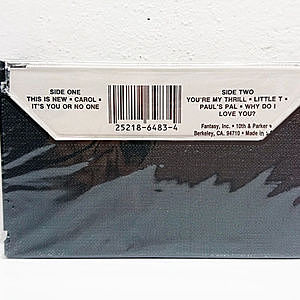 SIDE ONE
THIS IS NEW • CAROL •
IT'S YOU OR NO ONE
25218-6483-4
SIDE TWO
YOU'RE MY THRILL • LITTLE T •
PAUL'S PAL • WHY DO I
LOVE YOU?
Fantasy, Inc. • 10th & Parker •
Berkeley, CA. 94710 • Made in